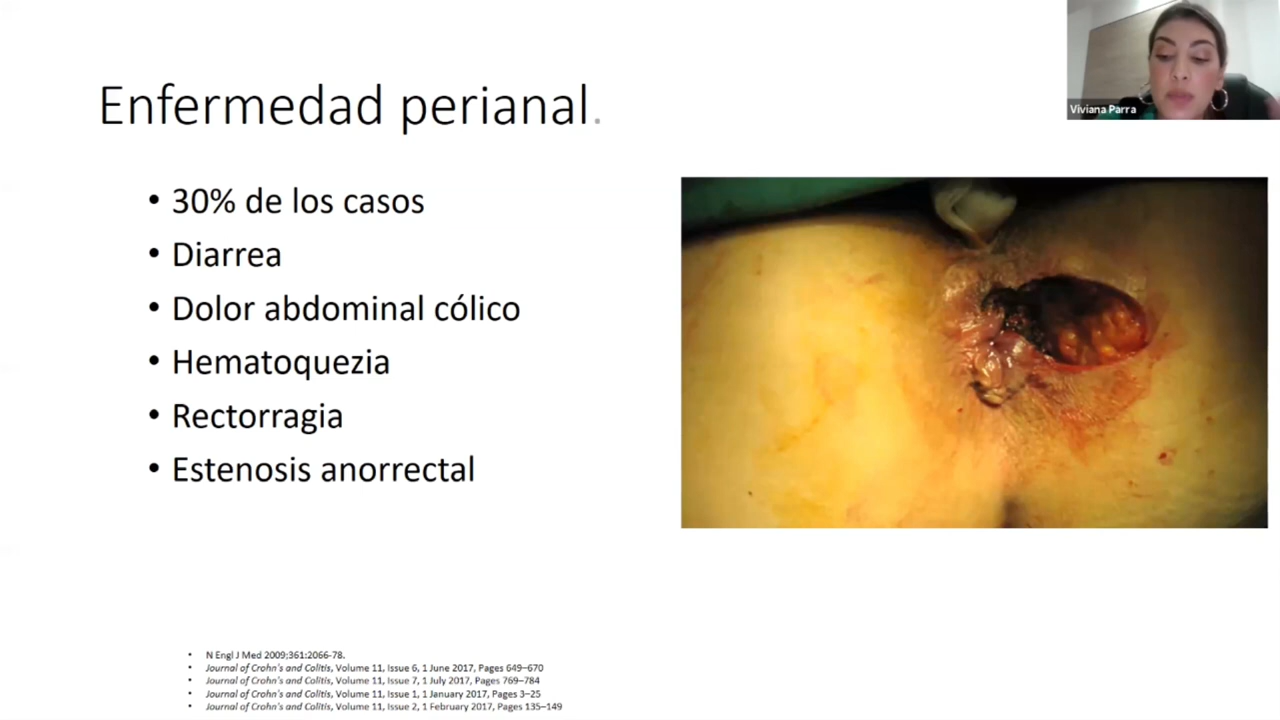 Enfermedad perianal.
Viviana Parra
• 30% de los casos
• Diarrea
• Dolor abdominal cólico
• Hematoquezia
• Rectorragia
• Estenosis anorrectal
• N Engl J Med 2009;361:2066-78.
• Journal of Crohn's and Colitis, Volume 11, Issue 6, 1 June 2017, Pages 649–670
• Journal of Crohn's and Colitis, Volume 11, Issue 7, 1 July 2017, Pages 769–784
• Journal of Crohn's and Colitis, Volume 11, Issue 1, 1 January 2017, Pages 3–25
• Journal of Crohn's and Colitis, Volume 11, Issue 2, 1 February 2017, Pages 135–149